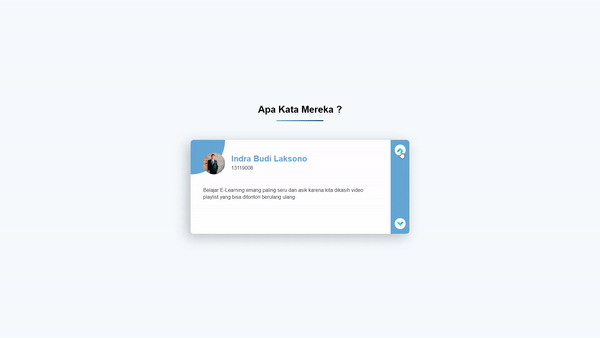 Apa Kata Mereka ?
Indra Budi Laksono
13119008
Belajar E-Learning emang paling seru dan asik karena kita dikasih video
playlist yang bisa ditonton berulang ulang